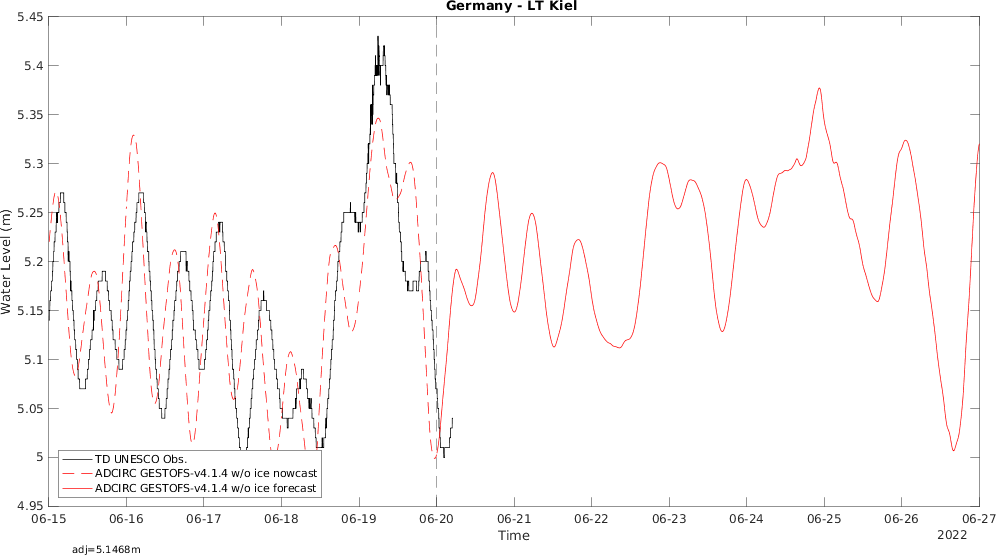 Germany - LT Kiel
5.45
5.4
5.35
5.3
5.25
5.2
5.15
5.1
5.05
5
4.95
Water Level (m)
TD UNESCO Obs.
ADCIRC GESTOFS-v4.1.4 w/o ice nowcast
ADCIRC GESTOFS-v4.1.4 w/o ice forecast
06-15 06-16 06-17 06-18 06-19 06-20 06-21 06-22 06-23 06-24 06-25 06-26 06-27
Time
2022
adj=5.1468m